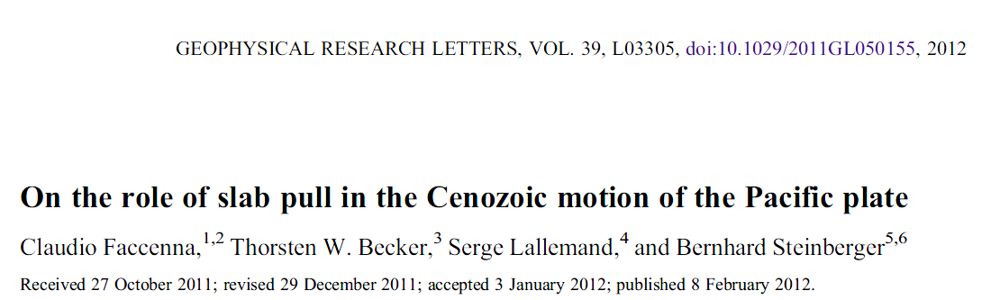 GEOPHYSICAL RESEARCH LETTERS, VOL. 39, L03305, doi:10.1029/2011GL050155, 2012
On the role of slab pull in the Cenozoic motion of the Pacific plate
Claudio Faccenna,1,2 Thorsten W. Becker,3 Serge Lallemand,4 and Bernhard Steinberger5,6
Received 27 October 2011; revised 29 December 2011; accepted 3 January 2012; published 8 February 2012.